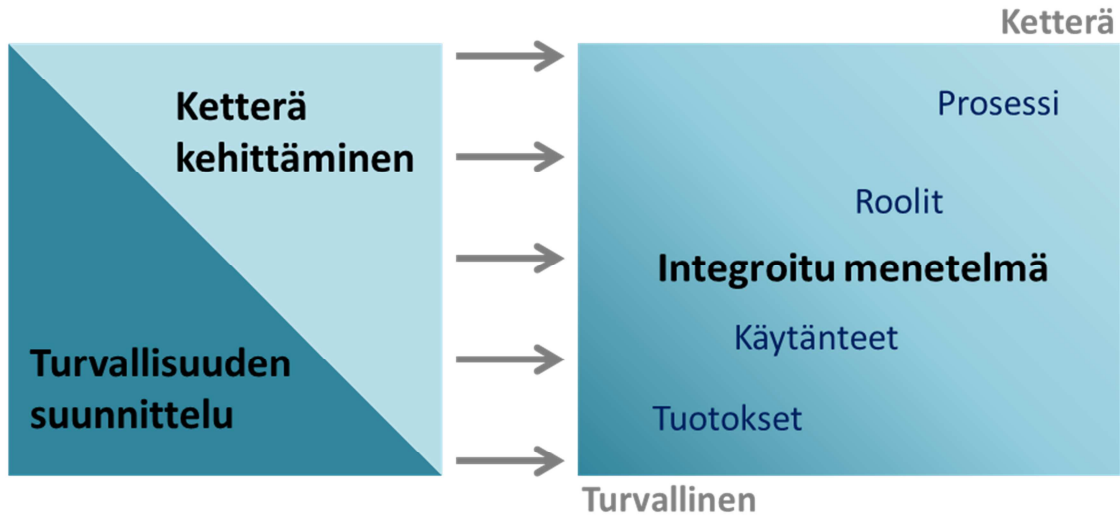 Ketterä
kehittäminen
Turvallisuuden
suunnittelu
Ketterä
Prosessi
Roolit
Integroitu menetelmä
Käytänteet
Tuotokset
Turvallinen